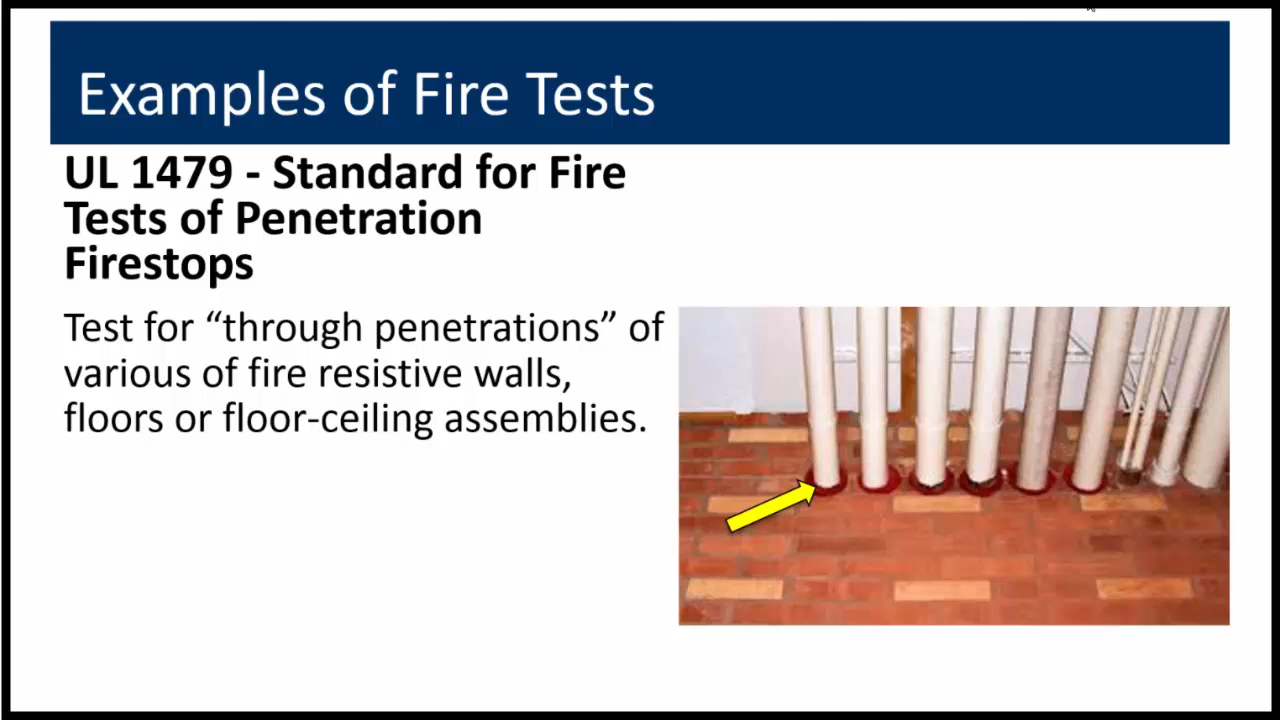 Examples of Fire Tests
UL 1479 - Standard for Fire
Tests of Penetration
Firestops
Test for “through penetrations” of
various of fire resistive walls,
floors or floor-ceiling assemblies.